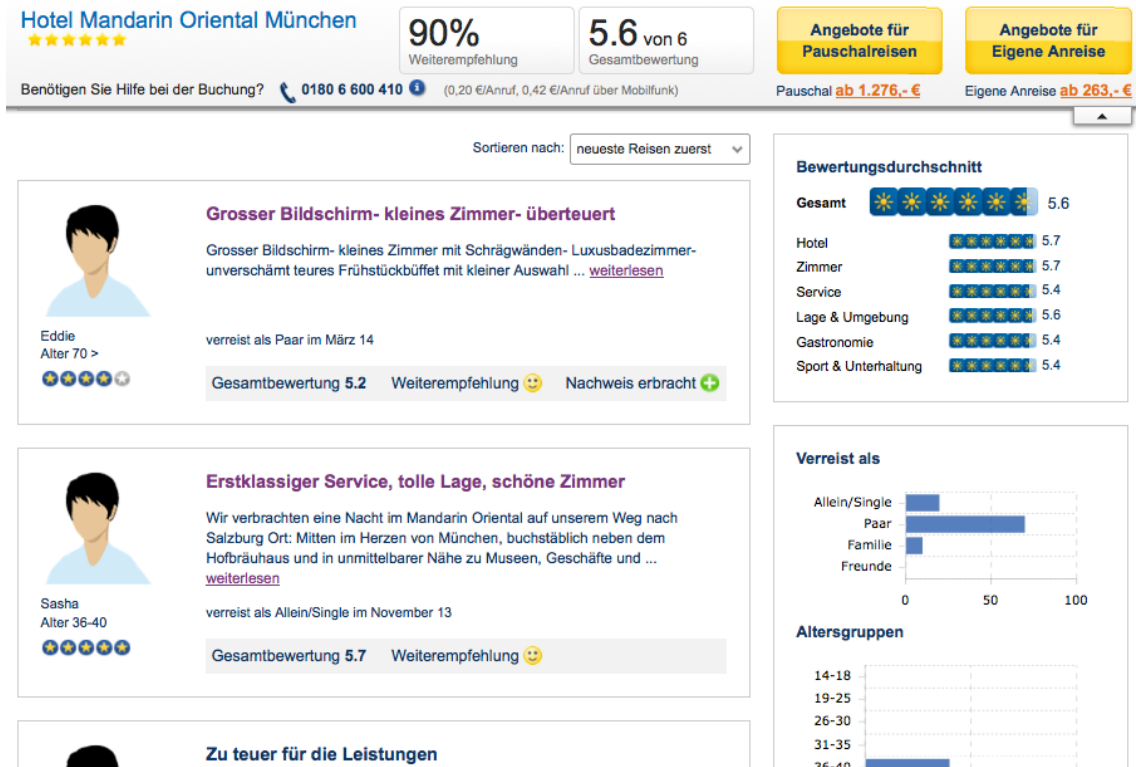 Hotel Mandarin Oriental München
90%
Weiterempfehlung
5.6 von 6
Gesamtbewertung
Angebote für
Pauschalreisen
Angebote für
Eigene Anreise
Benötigen Sie Hilfe bei der Buchung? 0180 6 600 410 (0,20 €/Anruf, 0,42 €/Anruf über Mobilfunk)
Pauschal ab 1.276,- €
Eigene Anreise ab 263,- €
Sortieren nach: neueste Reisen zuerst
Grosser Bildschirm- kleines Zimmer- überteuert
Grosser Bildschirm- kleines Zimmer mit Schrägwänden- Luxusbadezimmer-
unverschämt teures Frühstückbüffet mit kleiner Auswahl ... weiterlesen
Eddie
Alter 70 >
verreist als Paar im März 14
Gesamtbewertung 5.2 Weiterempfehlung Nachweis erbracht
Erstklassiger Service, tolle Lage, schöne Zimmer
Wir verbrachten eine Nacht im Mandarin Oriental auf unserem Weg nach
Salzburg Ort: Mitten im Herzen von München, buchstäblich neben dem
Hofbräuhaus und in unmittelbarer Nähe zu Museen, Geschäfte und ...
weiterlesen
Sasha
Alter 36-40
verreist als Allein/Single im November 13
Gesamtbewertung 5.7 Weiterempfehlung
Zu teuer für die Leistungen
Bewertungsdurchschnitt
Gesamt 5.6
Hotel 5.7
Zimmer 5.7
Service 5.4
Lage & Umgebung 5.6
Gastronomie 5.4
Sport & Unterhaltung 5.4
Verreist als
Allein/Single
Paar
Familie
Freunde
0 50 100
Altersgruppen
14-18
19-25
26-30
31-35
36-40